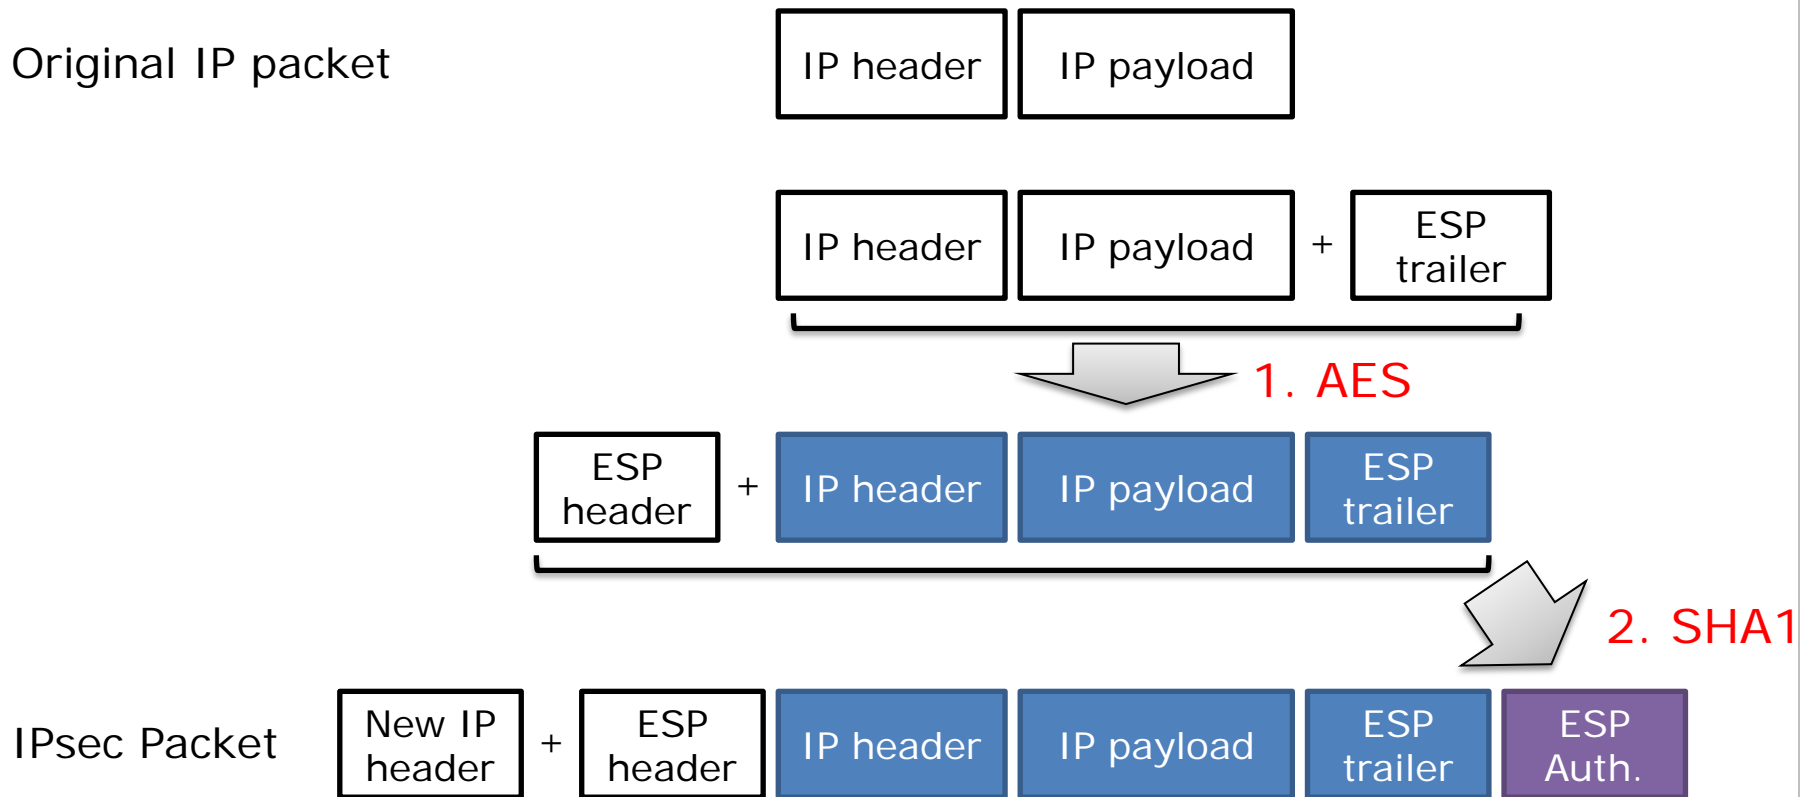 Original IP packet
IP header
IP payload
IP header
IP payload
+
ESP
trailer
1. AES
ESP
header
+
IP header
IP payload
ESP
trailer
2. SHA1
IPsec Packet
New IP
header
+
ESP
header
IP header
IP payload
ESP
trailer
ESP
Auth.